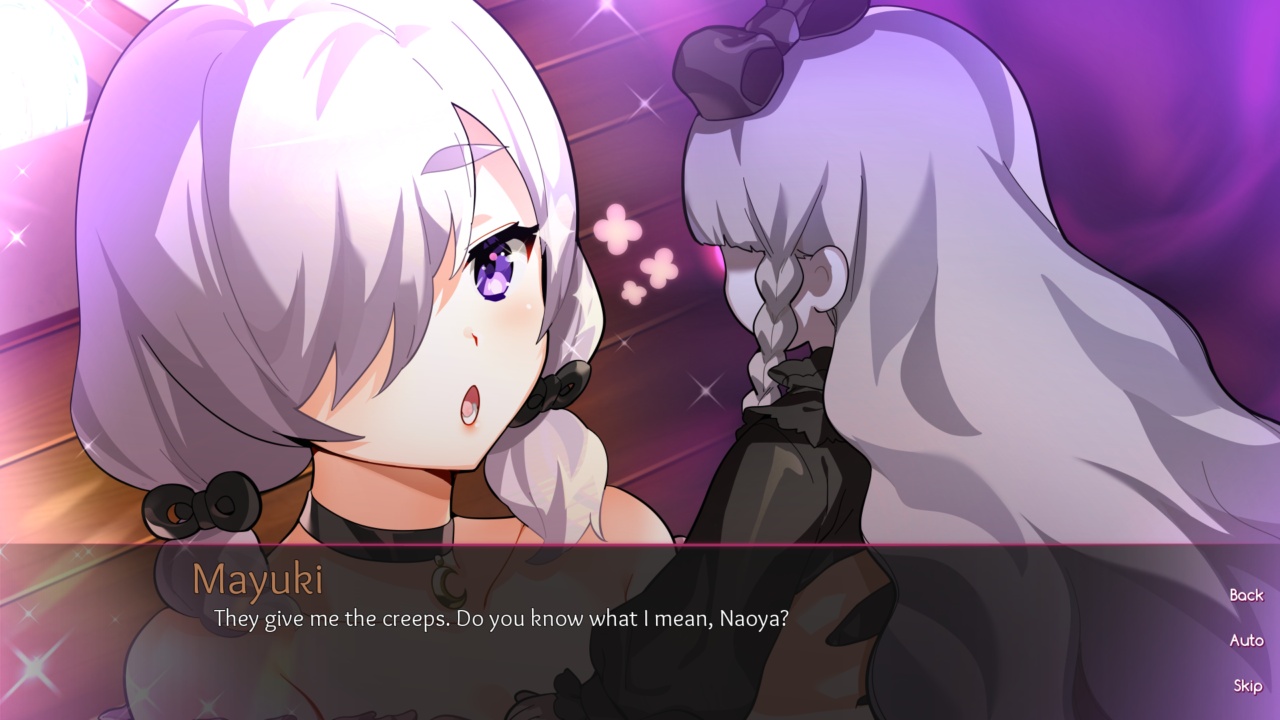 Mayuki
They give me the creeps. Do you know what I mean, Naoya?
Back
Auto
Skip